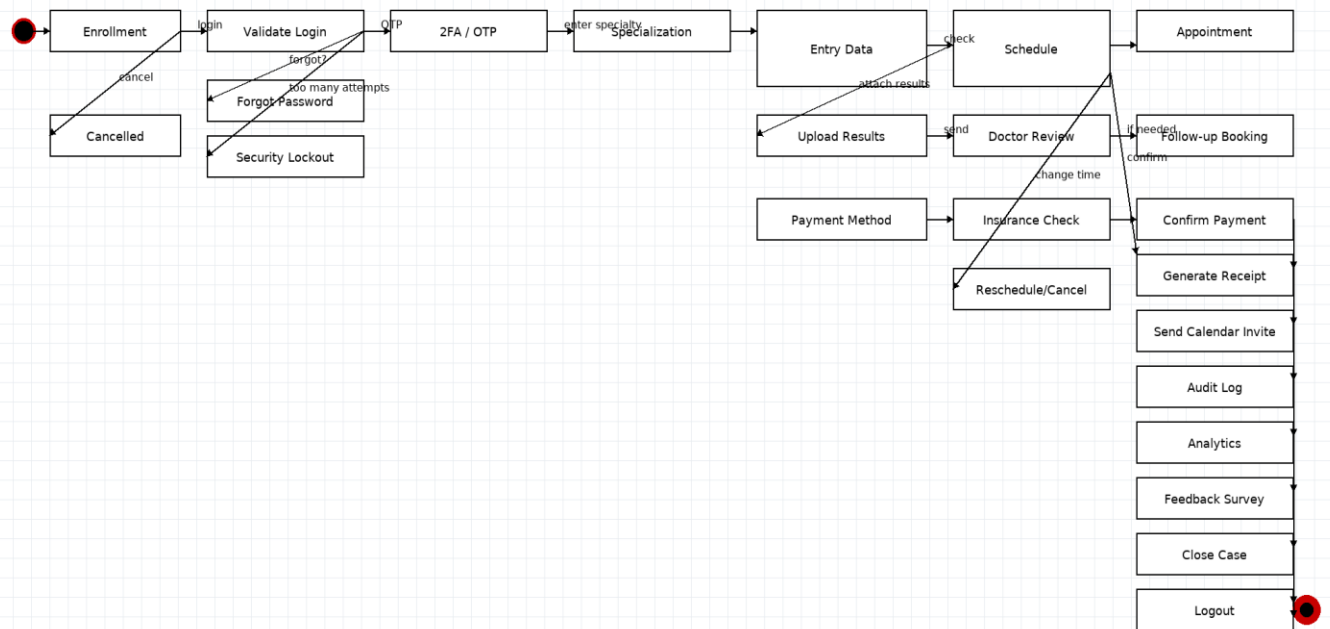 Enrollment
login
Validate Login
OTP
2FA / OTP
enter specialty
Specialization
Entry Data
check
Schedule
Appointment
cancel
forgot?
too many attempts
attach results
Forgot Password
Cancelled
Security Lockout
Upload Results
send
Doctor Review
if needed
Follow-up Booking
confirm
change time
Payment Method
Insurance Check
Confirm Payment
Generate Receipt
Reschedule/Cancel
Send Calendar Invite
Audit Log
Analytics
Feedback Survey
Close Case
Logout